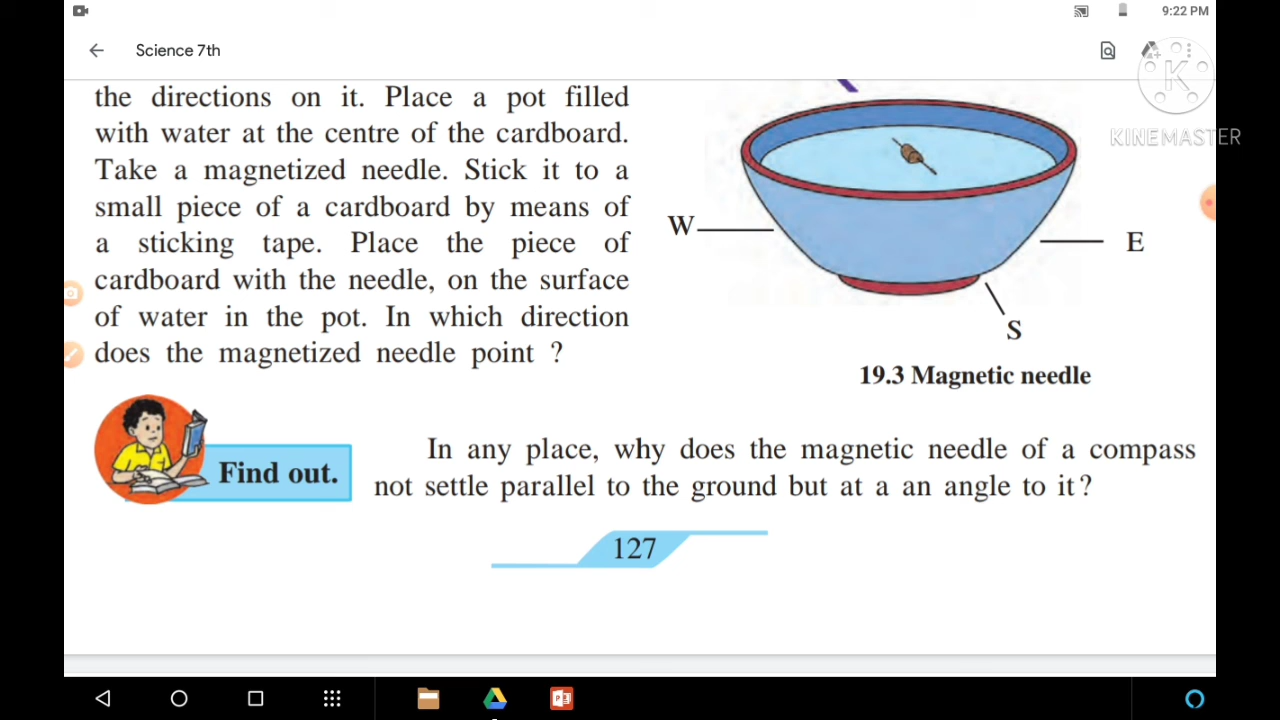 9:22 PM
Science 7th
KINEMASTER
the directions on it. Place a pot filled
with water at the centre of the cardboard.
Take a magnetized needle. Stick it to a
small piece of a cardboard by means of
a sticking tape. Place the piece of
cardboard with the needle, on the surface
of water in the pot. In which direction
does the magnetized needle point ?
W
E
S
19.3 Magnetic needle
Find out.
In any place, why does the magnetic needle of a compass
not settle parallel to the ground but at a an angle to it?
127